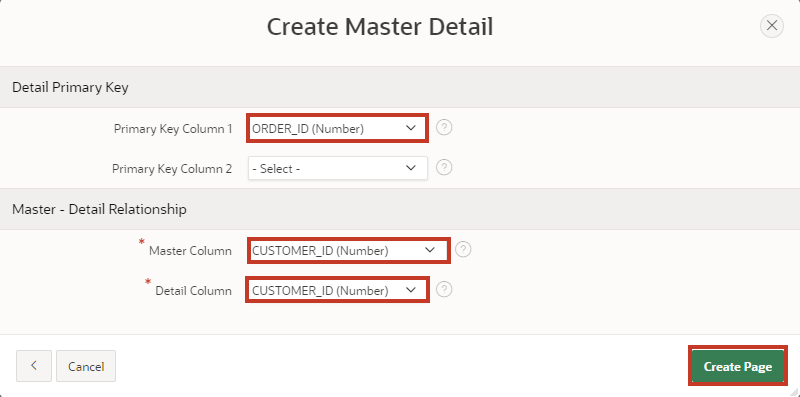 Create Master Detail
Detail Primary Key
Primary Key Column 1 ORDER_ID (Number) ?
Primary Key Column 2 - Select - ?
Master - Detail Relationship
* Master Column CUSTOMER_ID (Number) ?
* Detail Column CUSTOMER_ID (Number) ?
Cancel Create Page